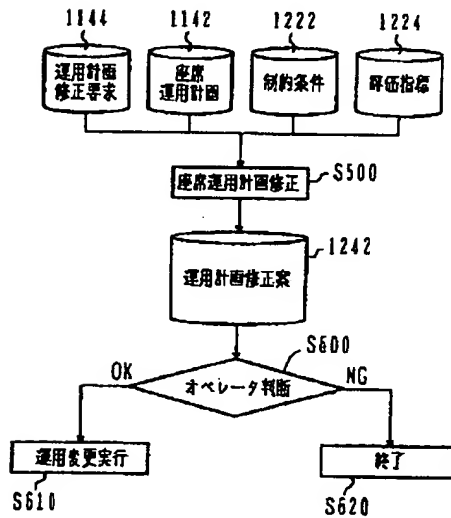 1144
1142
1222
1224
運用計画
修正要求
座席
運用計画
制約条件
評価指標
座席運用計画修正
S500
運用計画修正案
1242
S600
OK
オペレータ判断
NG
運用変更実行
終了
S610
S620